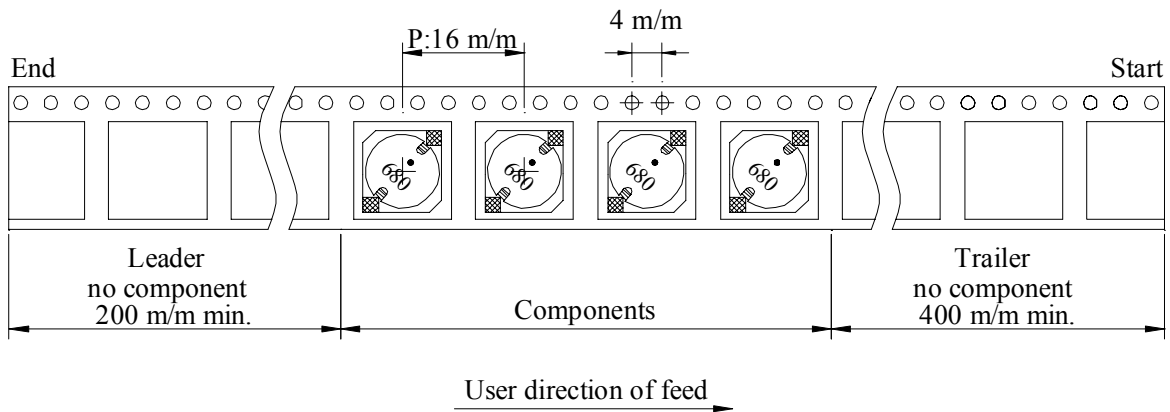 4 m/m
P:16 m/m
End
Start
680
680
680
680
Leader
no component
200 m/m min.
Components
Trailer
no component
400 m/m min.
User direction of feed